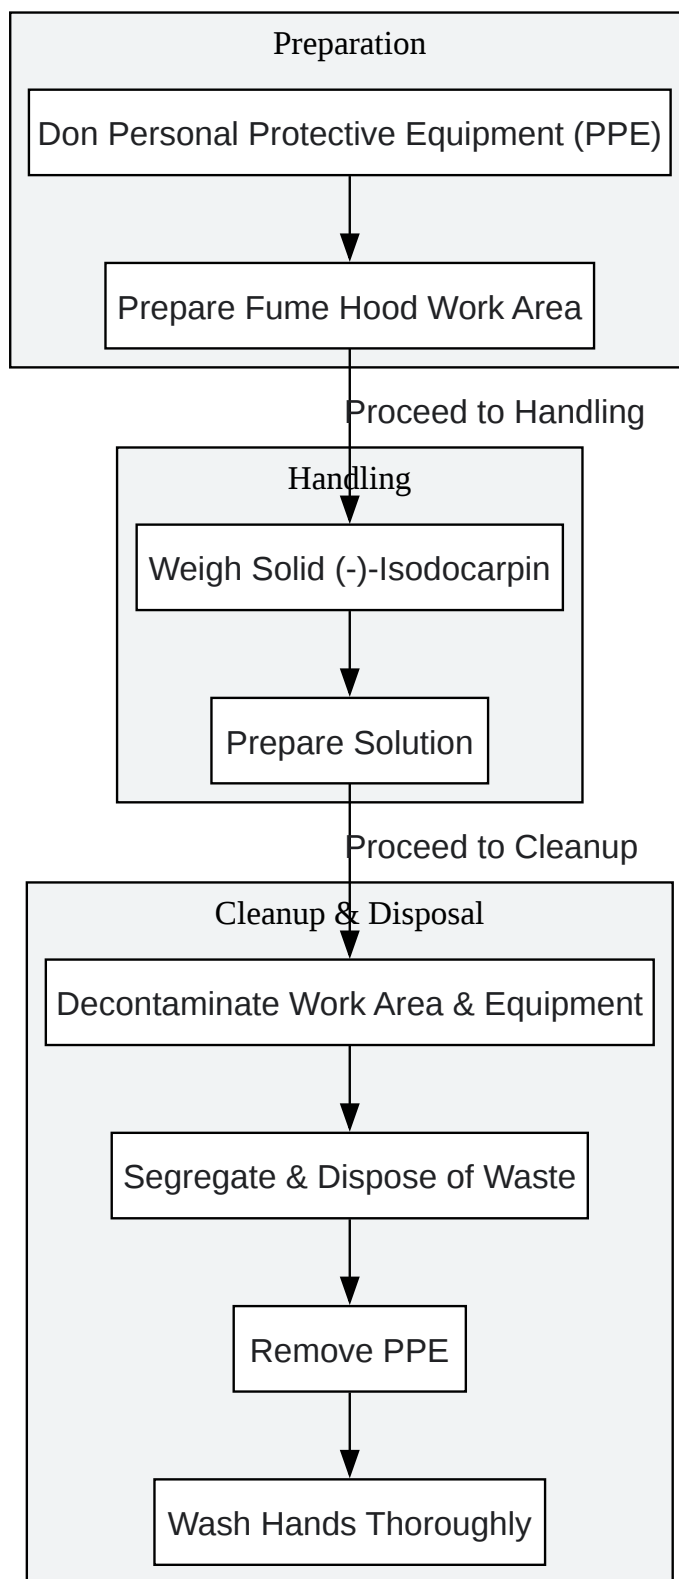 Preparation
Don Personal Protective Equipment (PPE)
Prepare Fume Hood Work Area
Proceed to Handling
Handling
Weigh Solid (-)-Isodocarpin
Prepare Solution
Proceed to Cleanup
Cleanup & Disposal
Decontaminate Work Area & Equipment
Segregate & Dispose of Waste
Remove PPE
Wash Hands Thoroughly